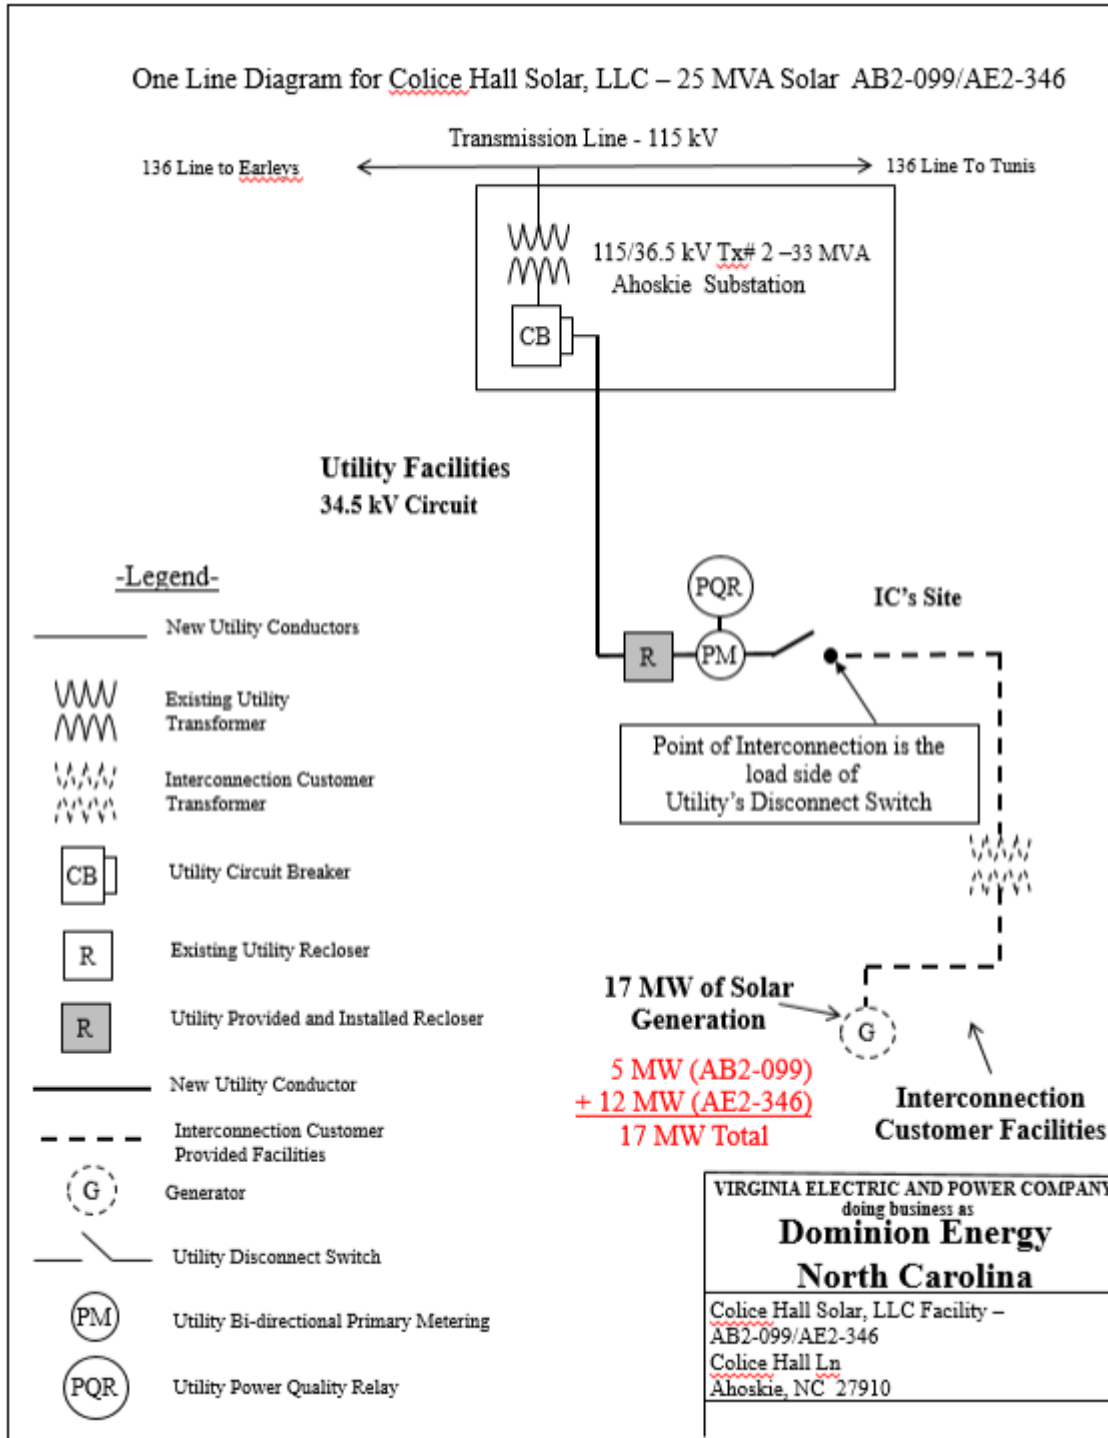 One Line Diagram for Colice Hall Solar, LLC – 25 MVA Solar  AB2-099/AE2-346
Transmission Line - 115 kV
136 Line to Earleys
136 Line To Tunis
115/36.5 kV Tx# 2 –33 MVA
Ahoskie  Substation
CB
Utility Facilities
34.5 kV Circuit
PQR
IC's Site
R
PM
Point of Interconnection is the
load side of
Utility's Disconnect Switch
-Legend-
New Utility Conductors
Existing Utility
Transformer
Interconnection Customer
Transformer
CB
Utility Circuit Breaker
R
Existing Utility Recloser
R
Utility Provided and Installed Recloser
New Utility Conductor
Interconnection Customer
Provided Facilities
G
Generator
Utility Disconnect Switch
PM
Utility Bi-directional Primary Metering
PQR
Utility Power Quality Relay
17 MW of Solar
Generation
G
5 MW (AB2-099)
+ 12 MW (AE2-346)
17 MW Total
Interconnection
Customer Facilities
VIRGINIA ELECTRIC AND POWER COMPANY
doing business as
Dominion Energy
North Carolina
Colice Hall Solar, LLC Facility –
AB2-099/AE2-346
Colice Hall Ln
Ahoskie, NC  27910